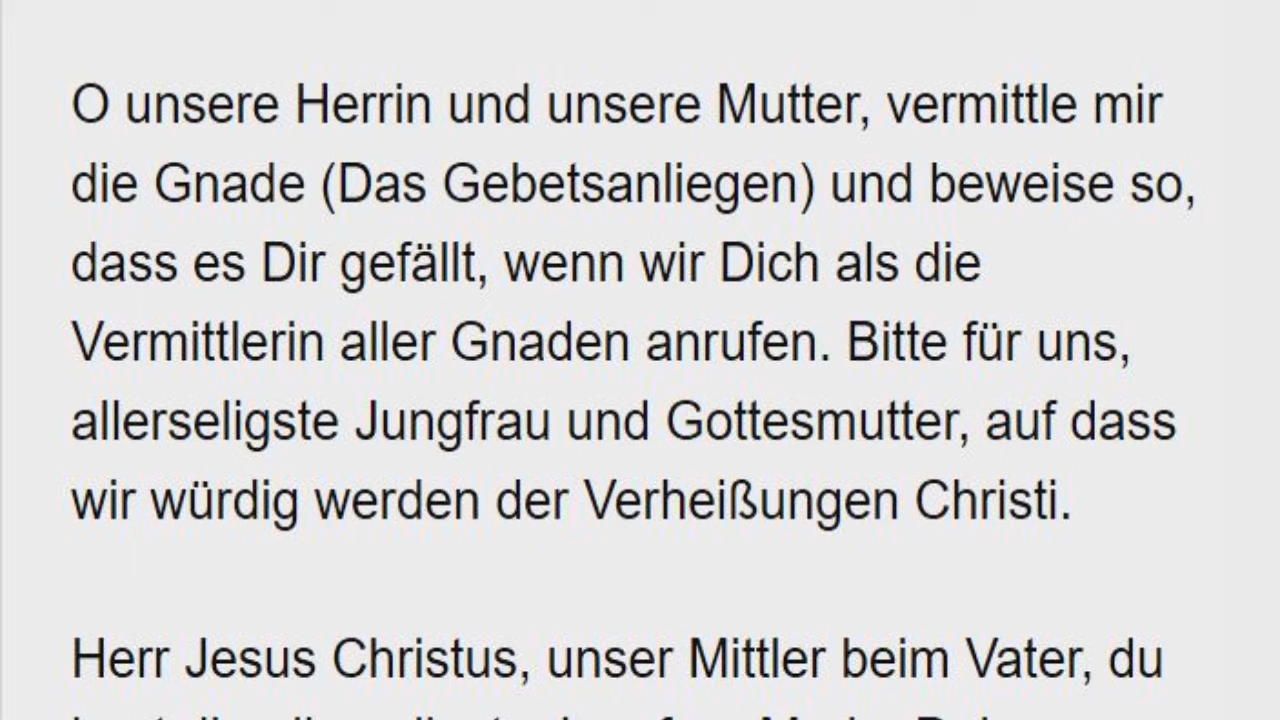 O unsere Herrin und unsere Mutter, vermittle mir
die Gnade (Das Gebetsanliegen) und beweise so,
dass es Dir gefällt, wenn wir Dich als die
Vermittlerin aller Gnaden anrufen. Bitte für uns,
allerseligste Jungfrau und Gottesmutter, auf dass
wir würdig werden der Verheißungen Christi.
Herr Jesus Christus, unser Mittler beim Vater, du